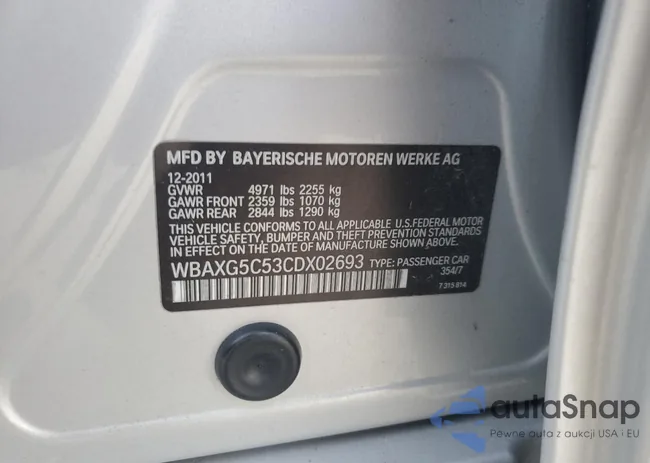 MFD BY BAYERISCHE MOTOREN WERKE AG
12-2011
GVWR 4971 lbs 2255 kg
GAWR FRONT 2359 lbs 1070 kg
GAWR REAR 2844 lbs 1290 kg
THIS VEHICLE CONFORMS TO ALL APPLICABLE U.S.FEDERAL MOTOR
VEHICLE SAFETY, BUMPER, AND THEFT PREVENTION STANDARDS
IN EFFECT ON THE DATE OF MANUFACTURE SHOWN ABOVE.
WBAXG5C53CDX02693 TYPE: PASSENGER CAR
354/7
7 315 814
autaSnap
Pewne auta z aukcji USA i EU